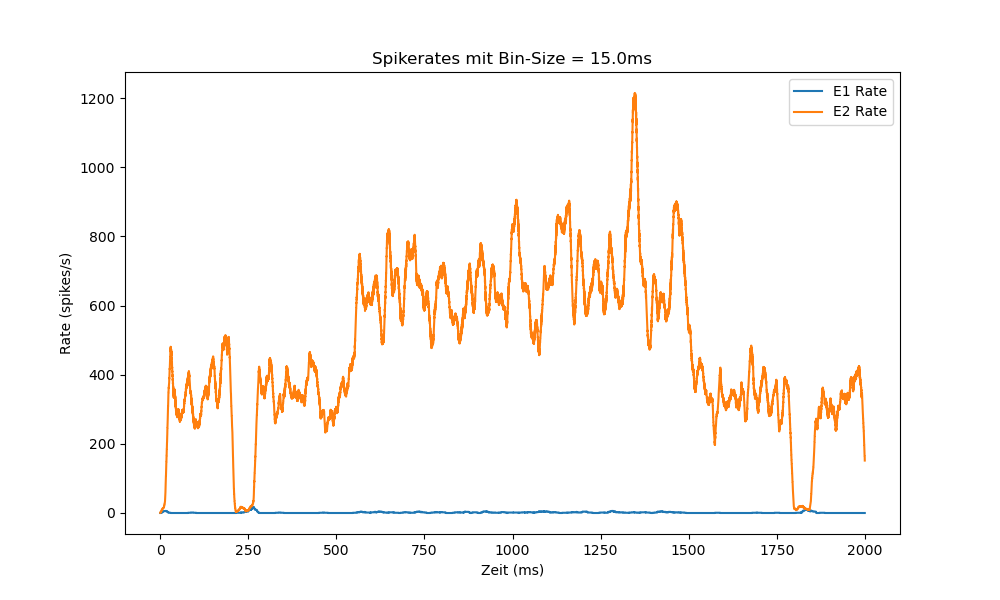 Spikerates mit Bin-Size = 15.0ms
E1 Rate
E2 Rate
Rate (spikes/s)
1200
1000
800
600
400
200
0
0 250 500 750 1000 1250 1500 1750 2000
Zeit (ms)